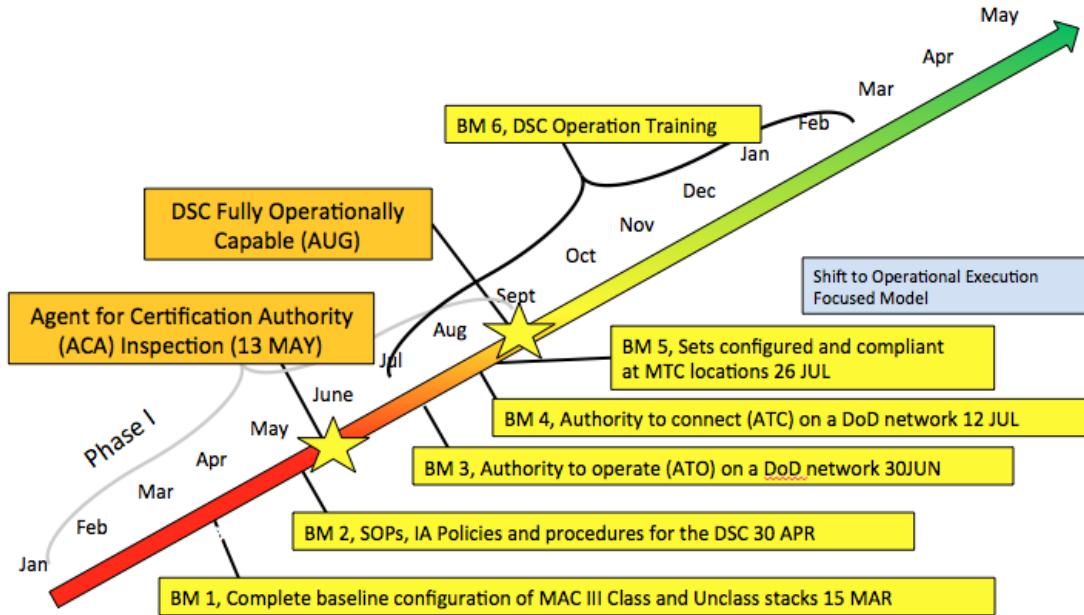 May
Apr
Mar
Feb
Jan
Dec
Nov
Oct
Sept
Aug
Jul
June
May
Apr
Mar
Feb
Jan
Phase I
BM 6, DSC Operation Training
DSC Fully Operationally
Capable (AUG)
Agent for Certification Authority
(ACA) Inspection (13 MAY)
Shift to Operational Execution
Focused Model
BM 5, Sets configured and compliant
at MTC locations 26 JUL
BM 4, Authority to connect (ATC) on a DoD network 12 JUL
BM 3, Authority to operate (ATO) on a DoD network 30JUN
BM 2, SOPs, IA Policies and procedures for the DSC 30 APR
BM 1, Complete baseline configuration of MAC III Class and Unclass stacks 15 MAR